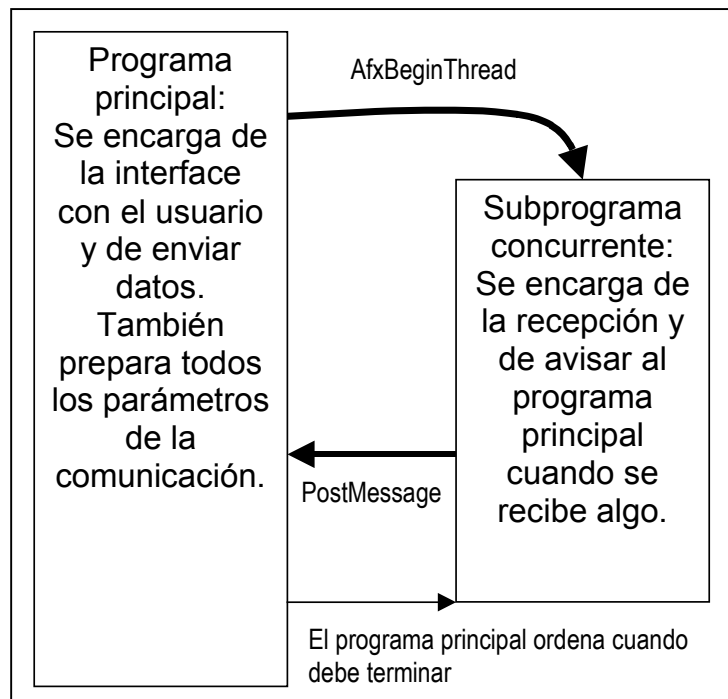 Programa
principal:
Se encarga de
la interface
con el usuario
y de enviar
datos.
También
prepara todos
los parámetros
de la
comunicación.
AfxBeginThread
Subprograma
concurrente:
Se encarga de
la recepción y
de avisar al
programa
principal
cuando se
recibe algo.
PostMessage
El programa principal ordena cuando
debe terminar